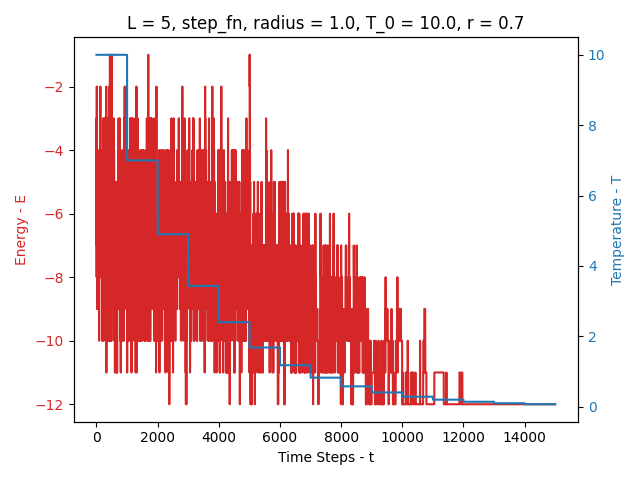 L = 5, step_fn, radius = 1.0, T_0 = 10.0, r = 0.7
Energy - E
−2
−4
−6
−8
−10
−12
10
8
6
4
2
0
Temperature - T
0 2000 4000 6000 8000 10000 12000 14000
Time Steps - t